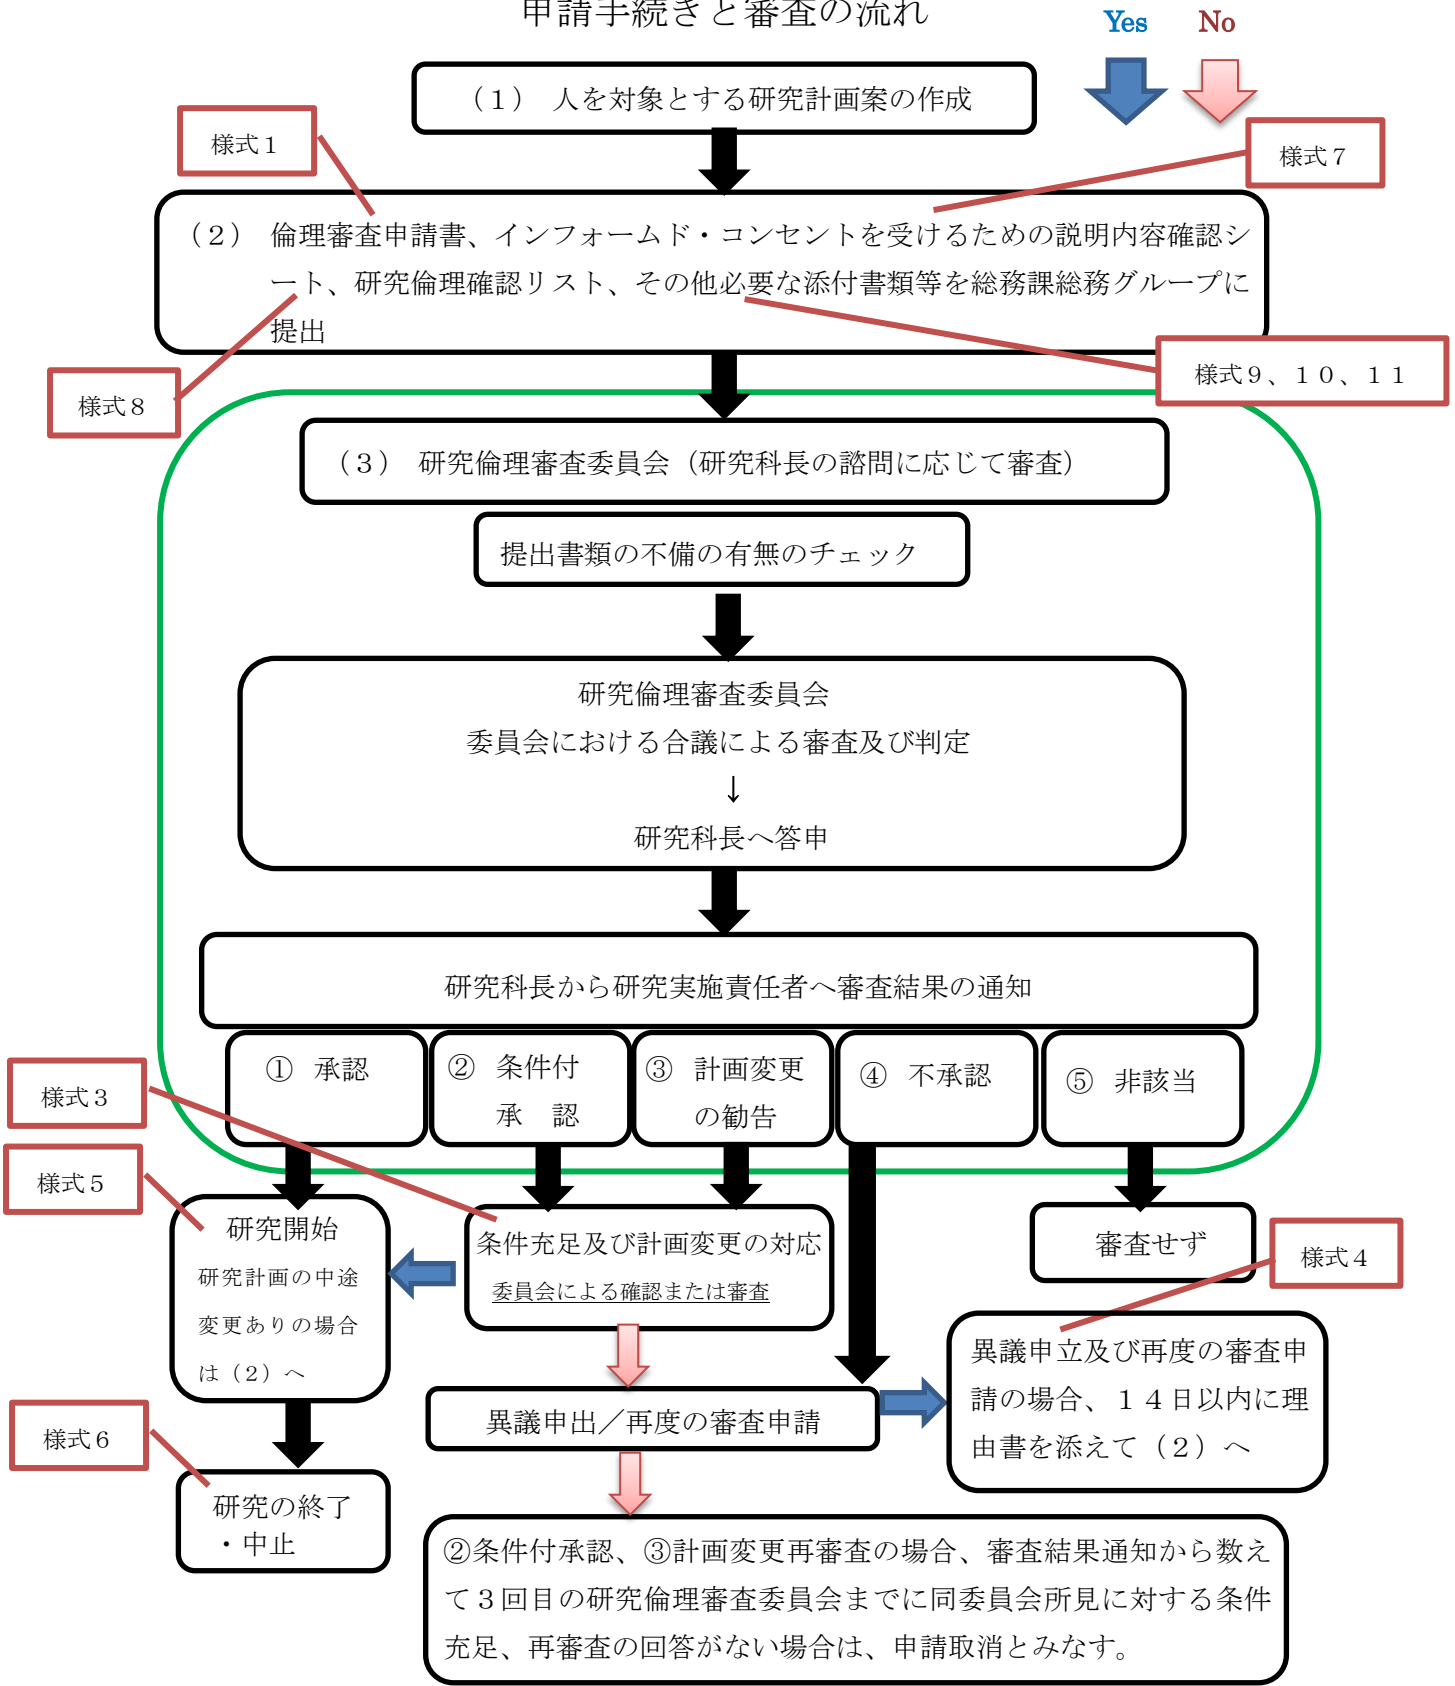 申請手続きと審査の流れ
Yes
No
（１） 人を対象とする研究計画案の作成
様式１
様式７
（２） 倫理審査申請書、インフォームド・コンセントを受けるための説明内容確認シ
ート、研究倫理確認リスト、その他必要な添付書類等を総務課総務グループに
提出
様式８
様式９、１０、１１
（３） 研究倫理審査委員会（研究科長の諮問に応じて審査）
提出書類の不備の有無のチェック
研究倫理審査委員会
委員会における合議による審査及び判定
↓
研究科長へ答申
研究科長から研究実施責任者へ審査結果の通知
① 承認
② 条件付
承　認
③ 計画変更
の勧告
④ 不承認
⑤ 非該当
様式３
様式５
研究開始
研究計画の中途
変更ありの場合
は（２）へ
条件充足及び計画変更の対応
委員会による確認または審査
審査せず
様式４
異議申立及び再度の審査申
請の場合、１４日以内に理
由書を添えて（２）へ
異議申出／再度の審査申請
様式６
研究の終了
・中止
②条件付承認、③計画変更再審査の場合、審査結果通知から数え
て３回目の研究倫理審査委員会までに同委員会所見に対する条件
充足、再審査の回答がない場合は、申請取消とみなす。